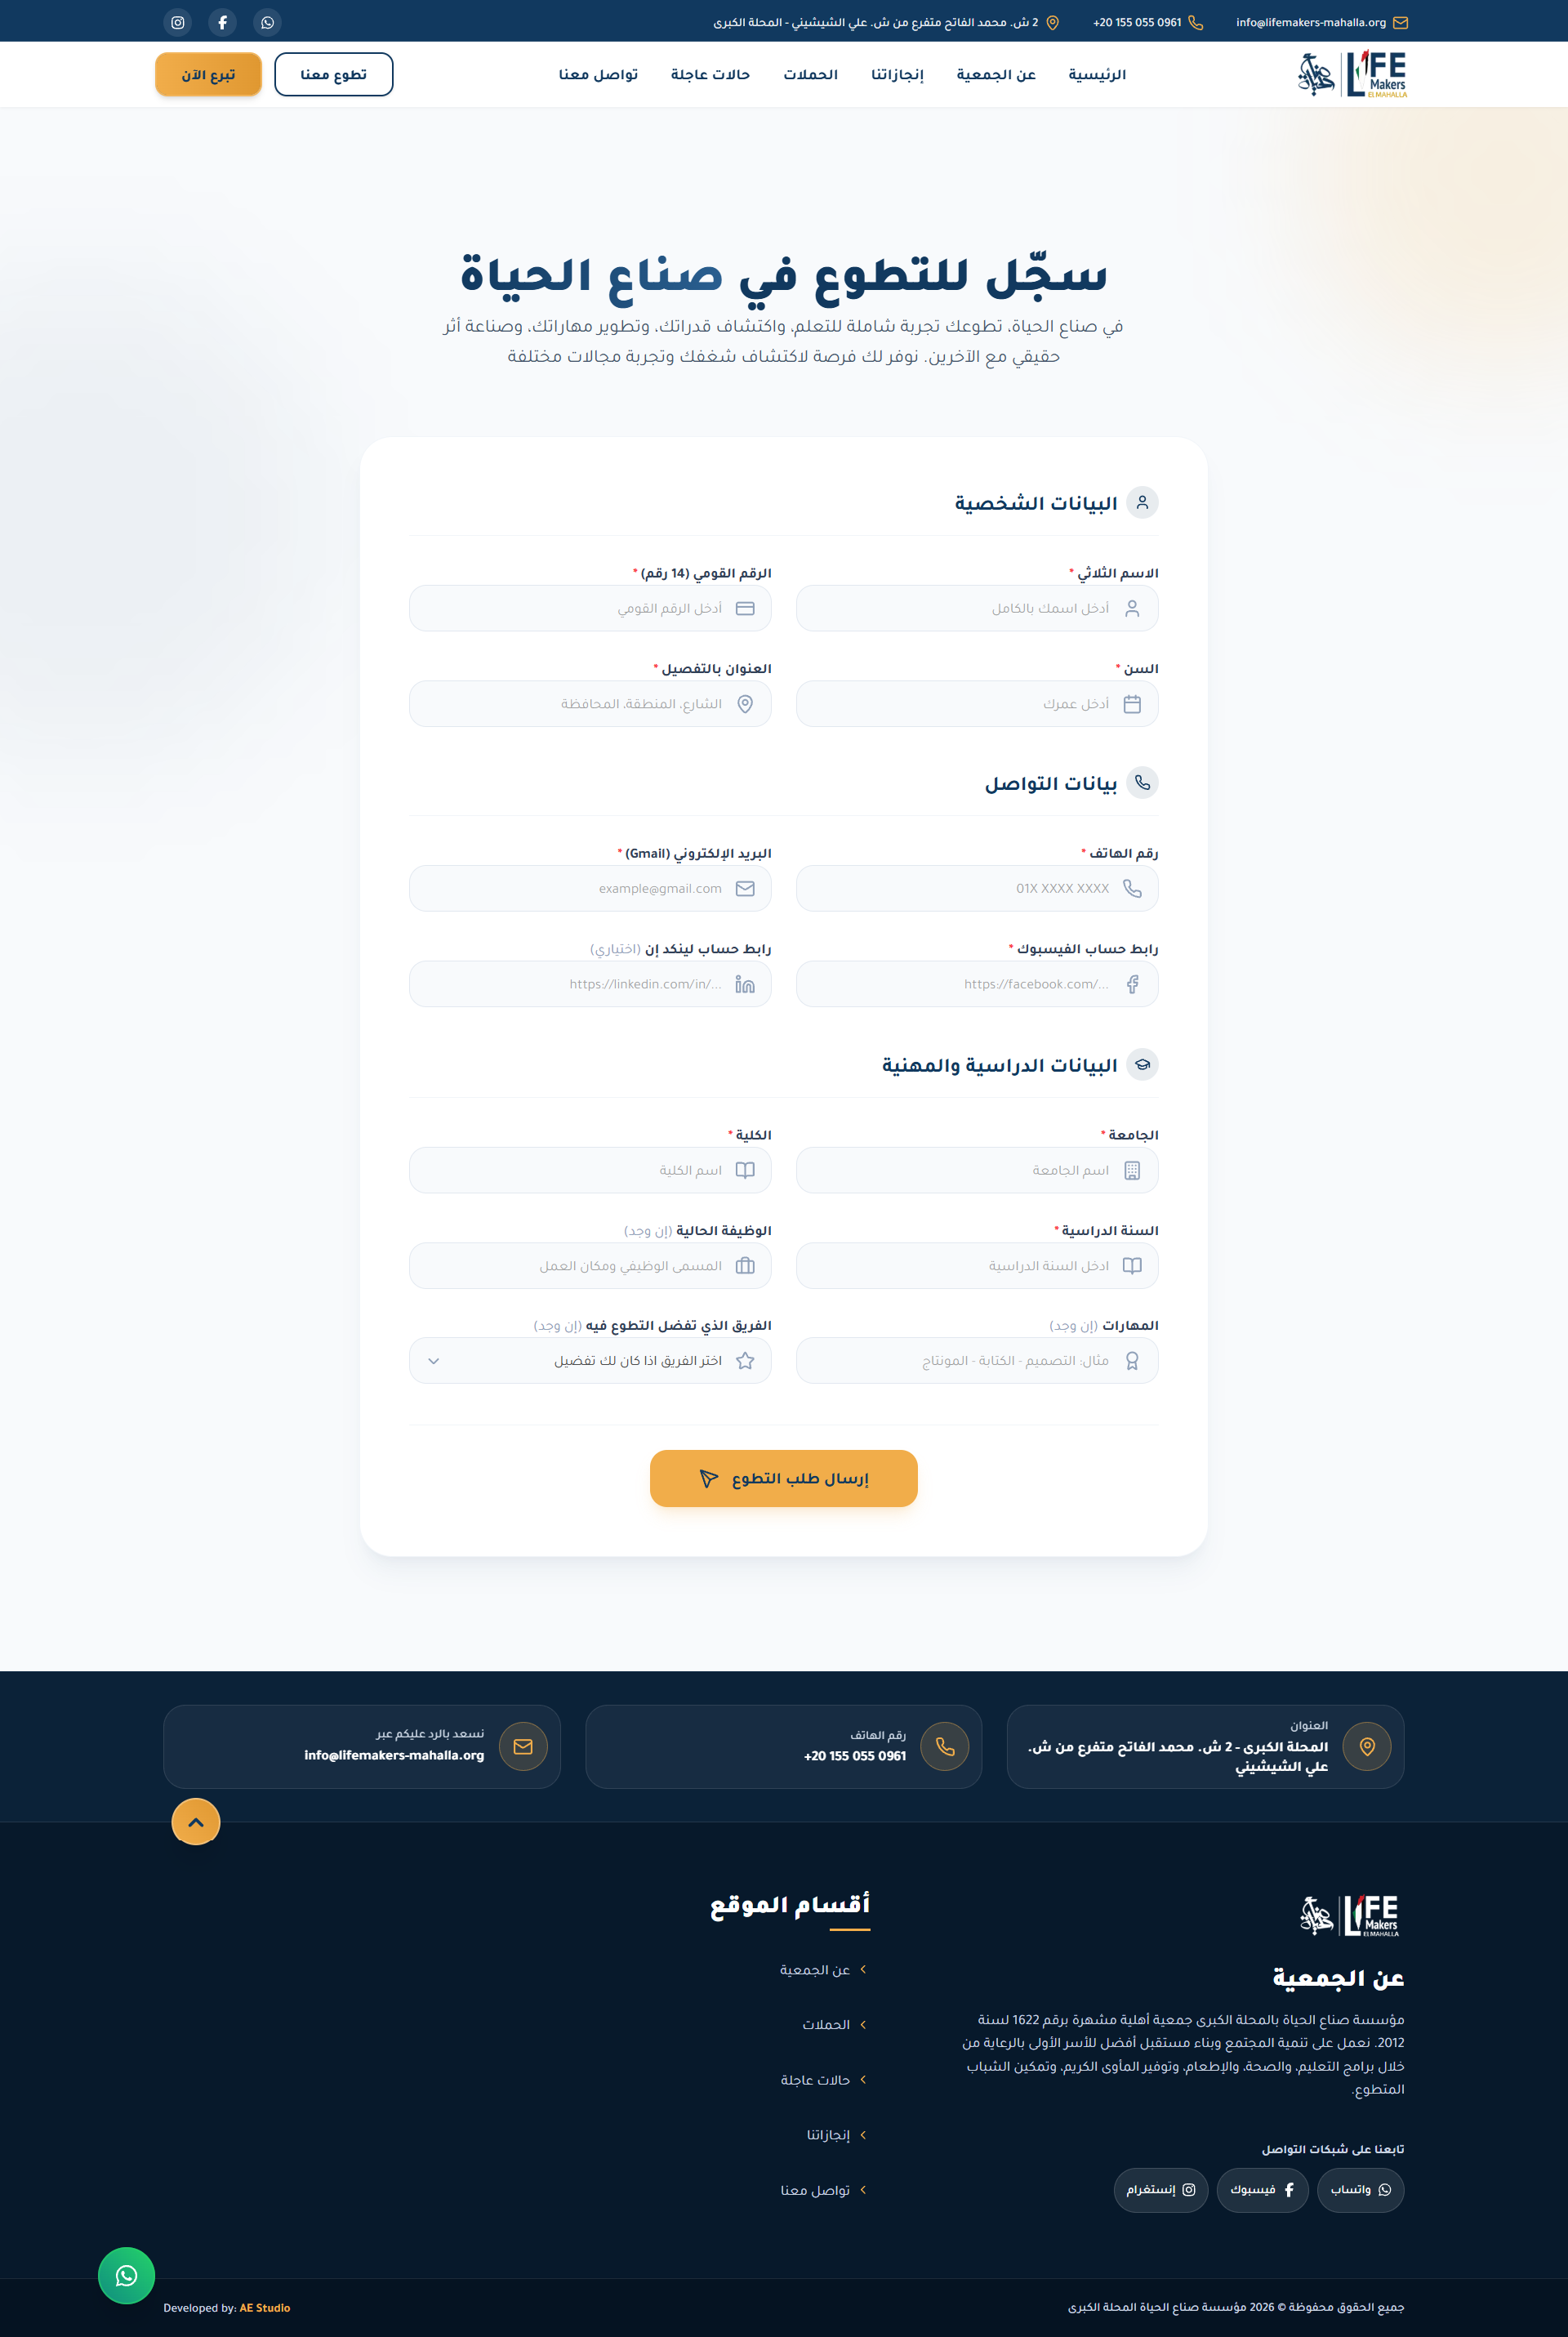 info@lifemakers-mahalla.org
+20 155 055 0961
2 ش. محمد الفاتح متفرع من ش. علي الشيشيني - المحلة الكبرى
LIFE
Makers
EL MAHALLA
الرئيسية
عن الجمعية
إنجازاتنا
الحملات
حالات عاجلة
تواصل معنا
تطوع معنا
تبرع الآن
سجّل للتطوع في صناع الحياة
في صناع الحياة، تطوعك تجربة شاملة للتعلم، واكتشاف قدراتك، وتطوير مهاراتك، وصناعة أثر
حقيقي مع الآخرين. نوفر لك فرصة لاكتشاف شغفك وتجربة مجالات مختلفة
البيانات الشخصية
الاسم الثلاثي *
أدخل اسمك بالكامل
الرقم القومي (14 رقم) *
أدخل الرقم القومي
السن *
أدخل عمرك
العنوان بالتفصيل *
الشارع، المنطقة، المحافظة
بيانات التواصل
رقم الهاتف *
01X XXXX XXXX
البريد الإلكتروني (Gmail) *
example@gmail.com
رابط حساب الفيسبوك *
https://facebook.com/...
رابط حساب لينكد إن (اختياري)
https://linkedin.com/in/...
البيانات الدراسية والمهنية
الجامعة *
اسم الجامعة
الكلية *
اسم الكلية
السنة الدراسية *
ادخل السنة الدراسية
الوظيفة الحالية (إن وجد)
المسمى الوظيفي ومكان العمل
المهارات (إن وجد)
مثال: التصميم - الكتابة - المونتاج
الفريق الذي تفضل التطوع فيه (إن وجد)
اختر الفريق اذا كان لك تفضيل
إرسال طلب التطوع
العنوان
المحلة الكبرى - 2 ش. محمد الفاتح متفرع من ش.
علي الشيشيني
رقم الهاتف
+20 155 055 0961
نسعد بالرد عليكم عبر
info@lifemakers-mahalla.org
LIFE
Makers
EL MAHALLA
عن الجمعية
مؤسسة صناع الحياة بالمحلة الكبرى جمعية أهلية مشهرة برقم 1622 لسنة
2012. نعمل على تنمية المجتمع وبناء مستقبل أفضل للأسر الأولى بالرعاية من
خلال برامج التعليم، والصحة، والإطعام، وتوفير المأوى الكريم، وتمكين الشباب
المتطوع.
تابعنا على شبكات التواصل
واتساب
فيسبوك
إنستغرام
أقسام الموقع
عن الجمعية
الحملات
حالات عاجلة
إنجازاتنا
تواصل معنا
جميع الحقوق محفوظة © 2026 مؤسسة صناع الحياة المحلة الكبرى
Developed by: AE Studio